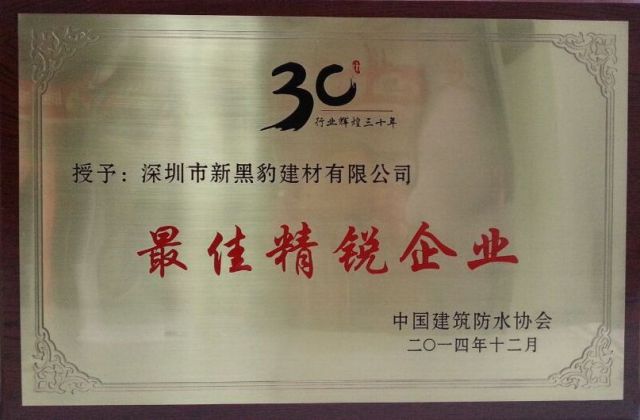 30
行业辉煌三十年
授予：深圳市新黑豹建材有限公司
最佳精锐企业
中国建筑防水协会
二〇一四年十二月